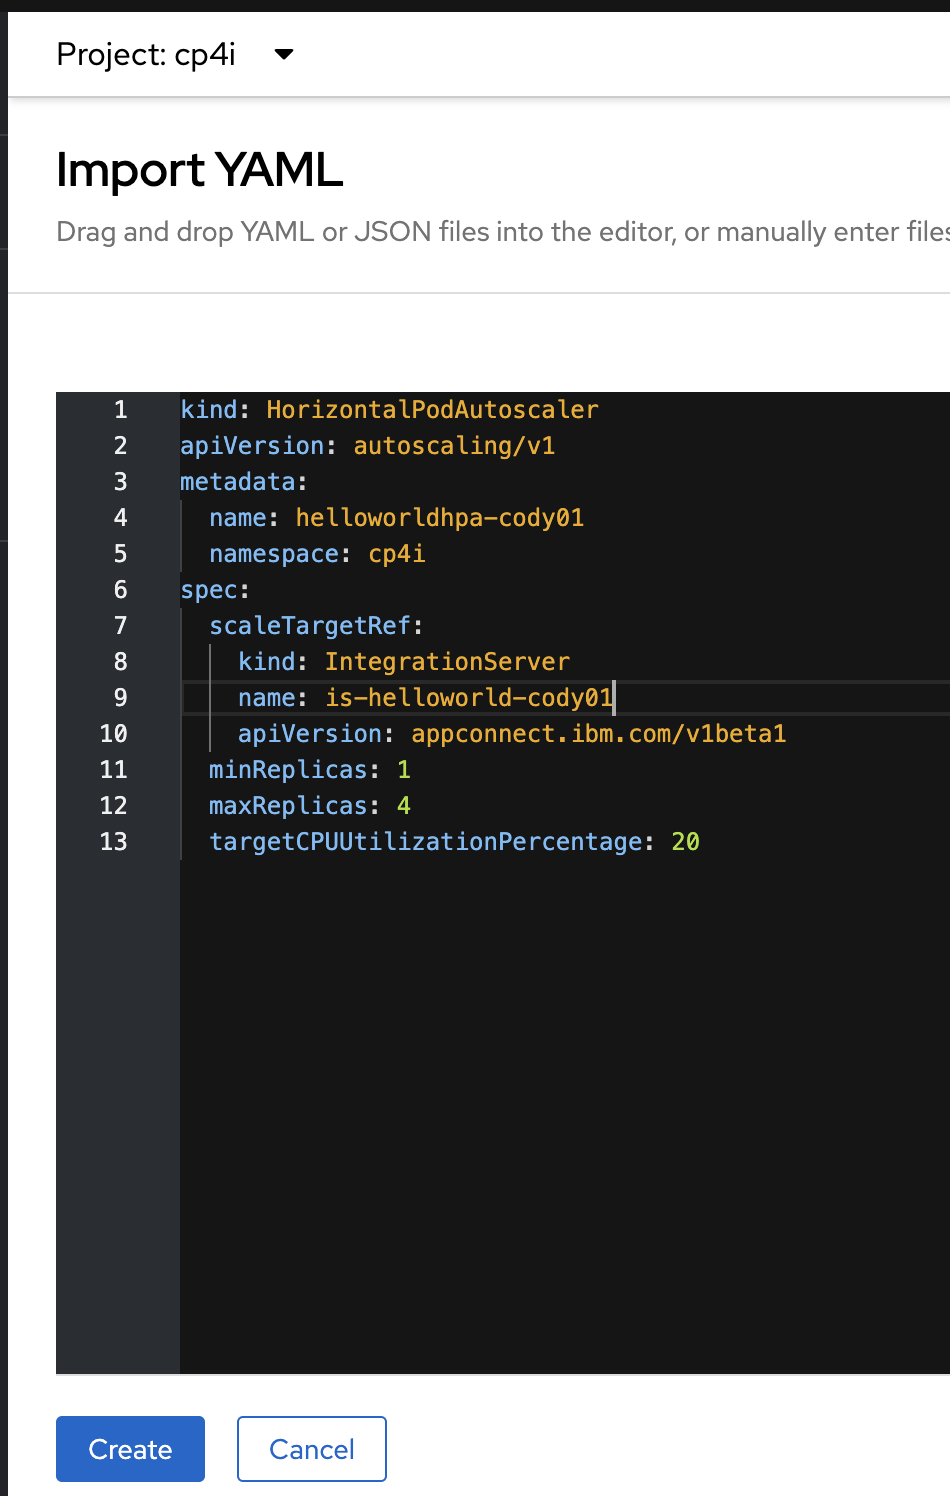 Project: cp4i
Import YAML
Drag and drop YAML or JSON files into the editor, or manually enter files
1 kind: HorizontalPodAutoscaler
2 apiVersion: autoscaling/v1
3 metadata:
4   name: helloworldhpa-cody01
5   namespace: cp4i
6 spec:
7   scaleTargetRef:
8     kind: IntegrationServer
9     name: is-helloworld-cody01
10     apiVersion: appconnect.ibm.com/v1beta1
11   minReplicas: 1
12   maxReplicas: 4
13   targetCPUUtilizationPercentage: 20
Create Cancel